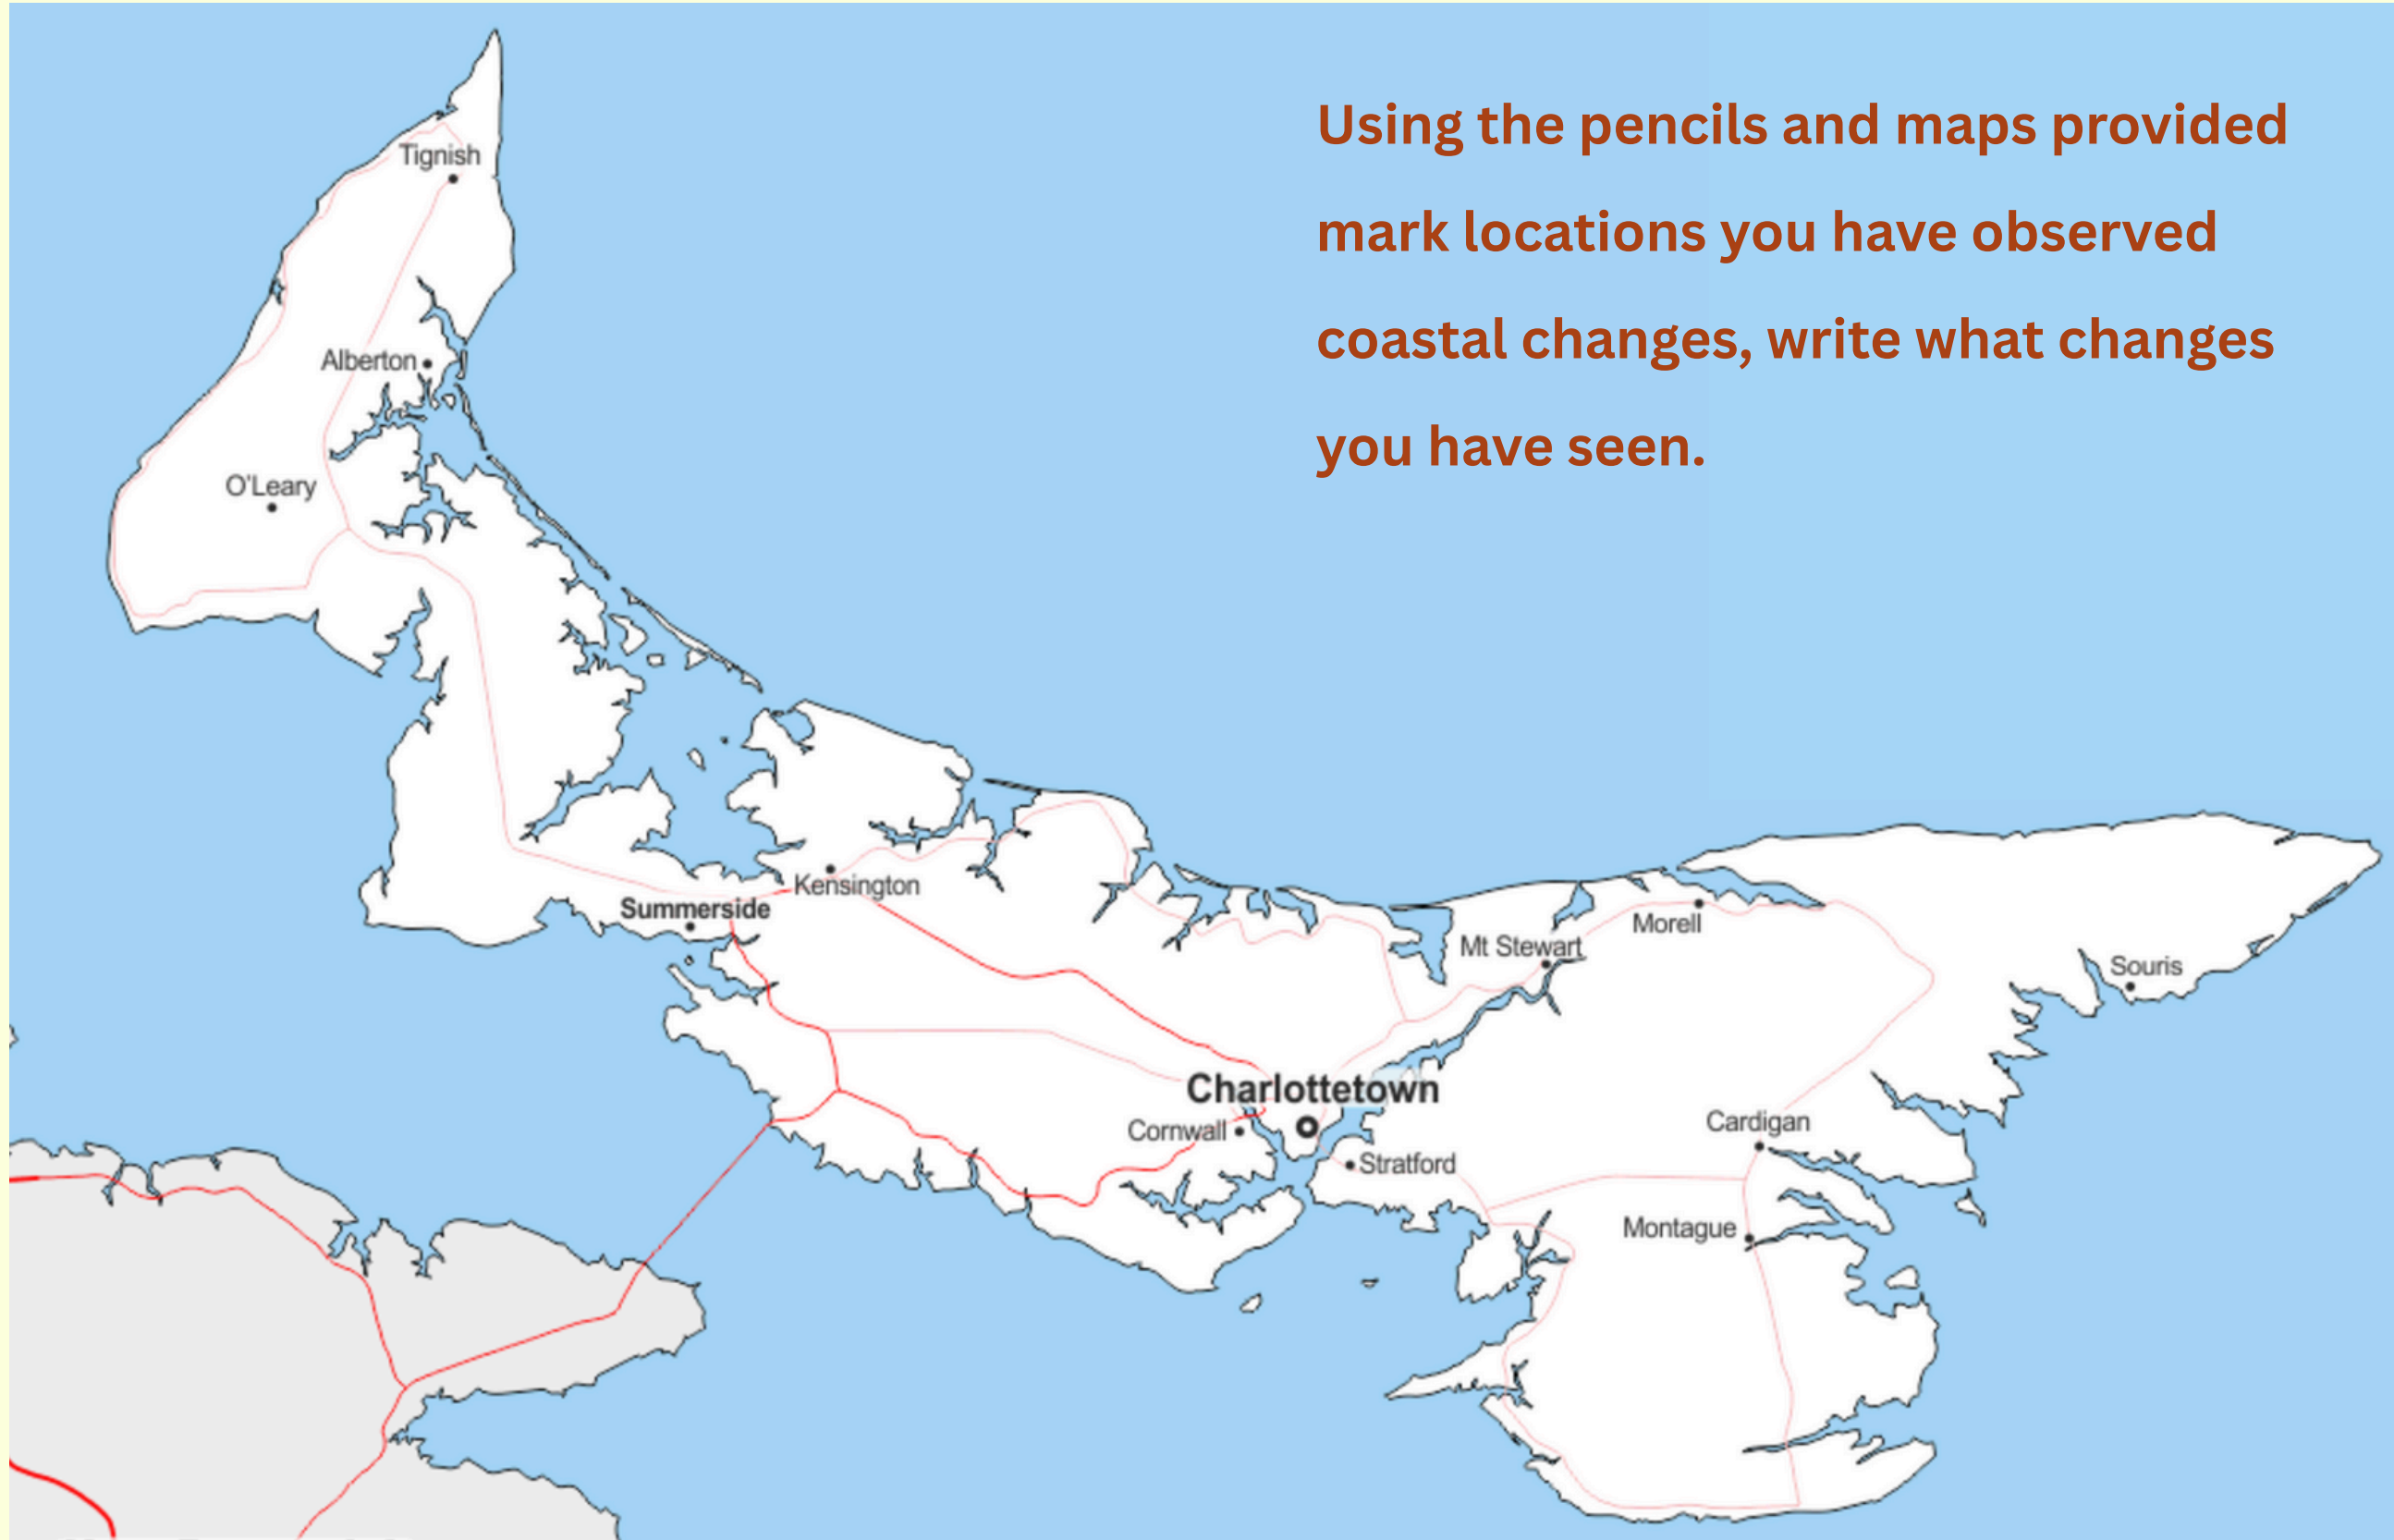 Using the pencils and maps provided
mark locations you have observed
coastal changes, write what changes
you have seen.
Tignish
Alberton
O'Leary
Kensington
Summerside
Morell
Mt Stewart
Souris
Charlottetown
Cornwall
Stratford
Cardigan
Montague